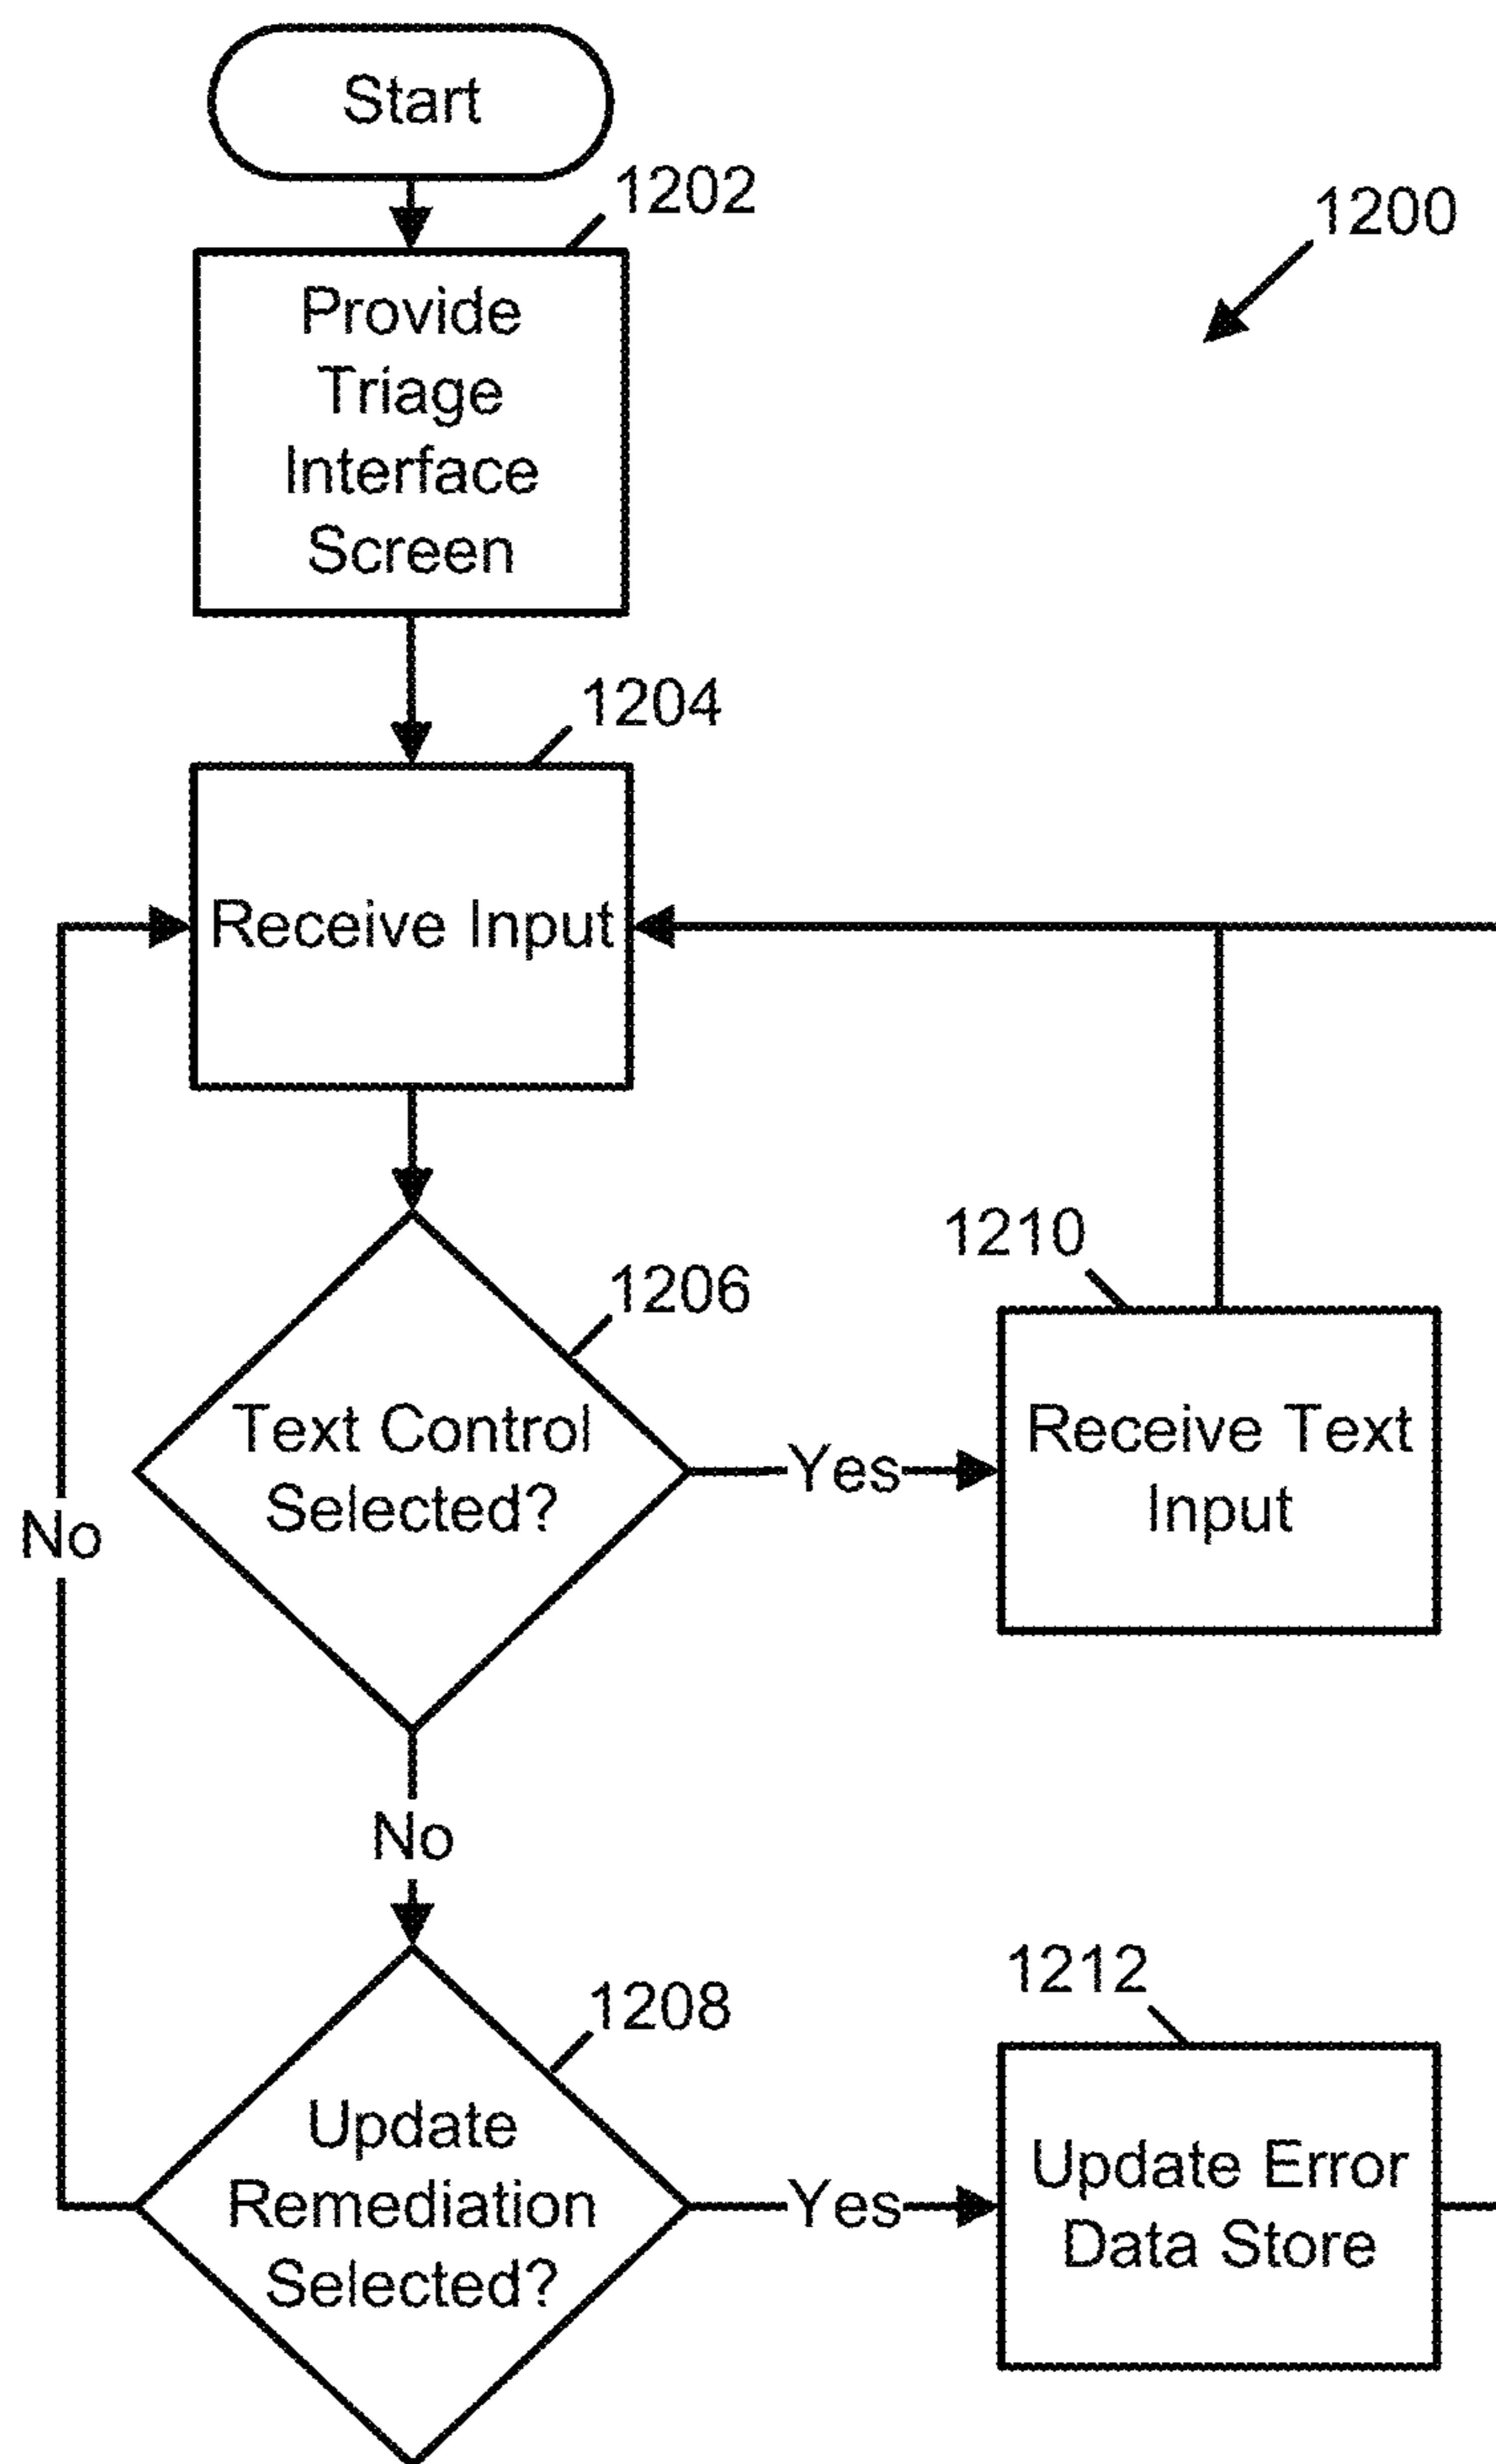 Start
1202
1200
Provide
Triage
Interface
Screen
1204
Receive Input
1210
1206
Text Control
Selected?
Yes
Receive Text
Input
No
No
1212
1208
Update
Remediation
Selected?
Yes
Update Error
Data Store